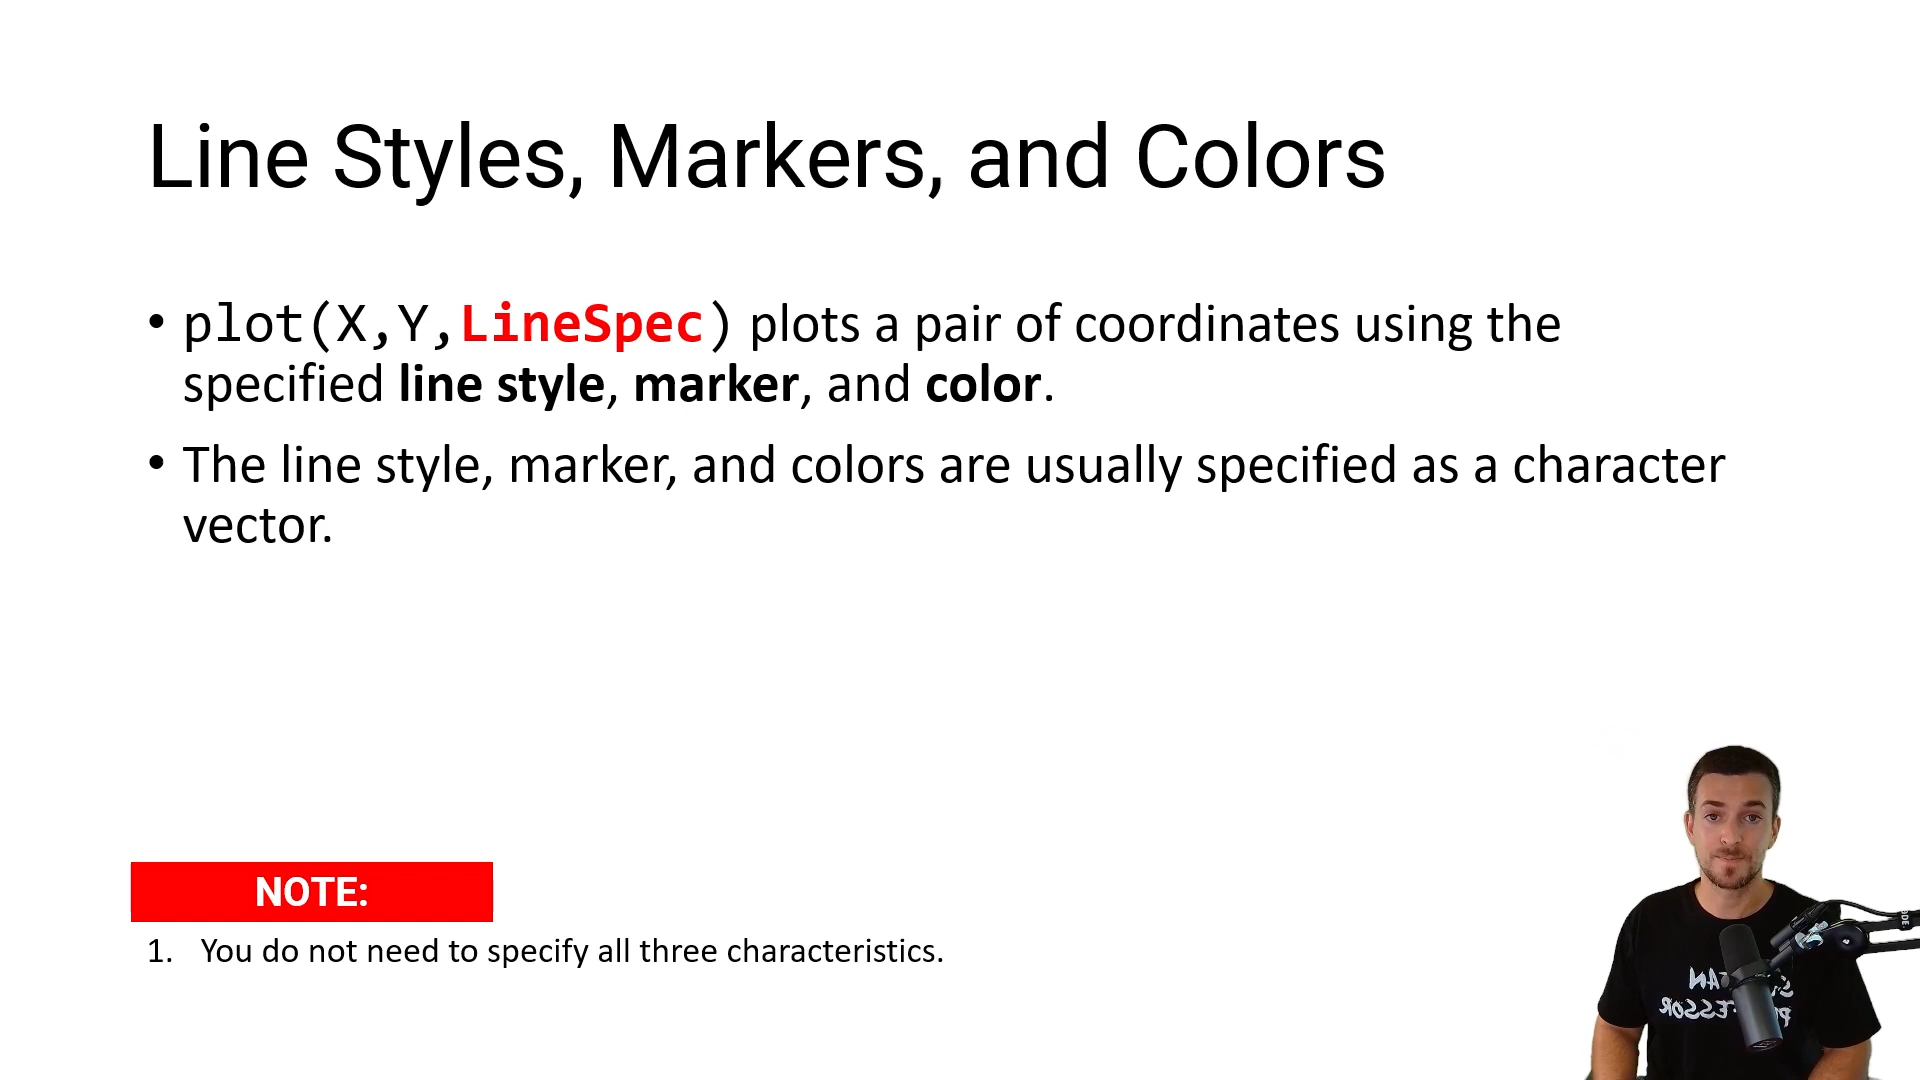 Line Styles, Markers, and Colors
• plot(X,Y,LineSpec) plots a pair of coordinates using the
specified line style, marker, and color.
• The line style, marker, and colors are usually specified as a character
vector.
NOTE:
1. You do not need to specify all three characteristics.